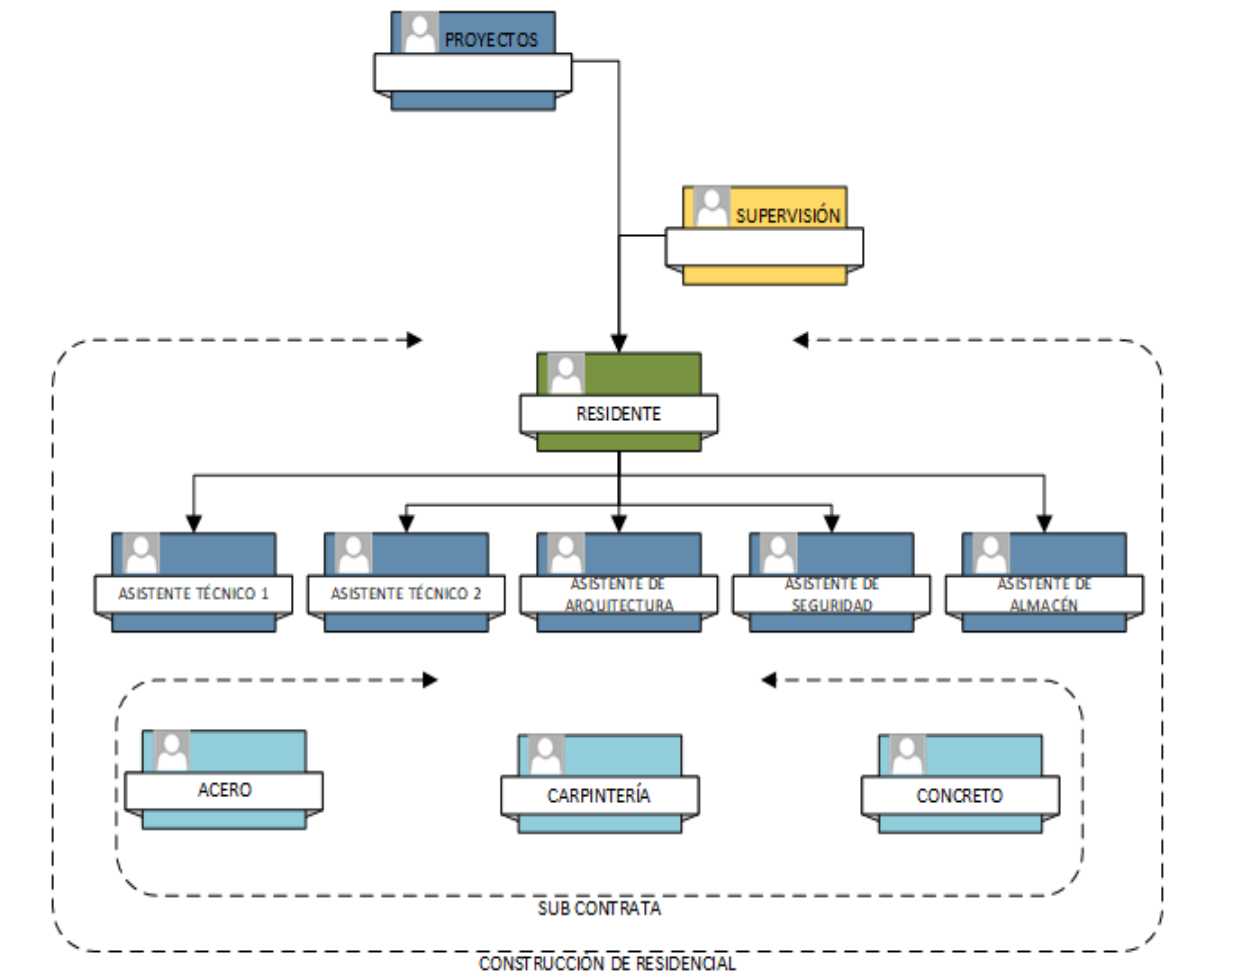 PROYECTOS
SUPERVISIÓN
RESIDENTE
ASISTENTE TÉCNICO 1
ASISTENTE TÉCNICO 2
ASISTENTE DE
ARQUITECTURA
ASISTENTE DE
SEGURIDAD
ASISTENTE DE
ALMACÉN
ACERO
CARPINTERÍA
CONCRETO
SUB CONTRATA
CONSTRUCCIÓN DE RESIDENCIAL